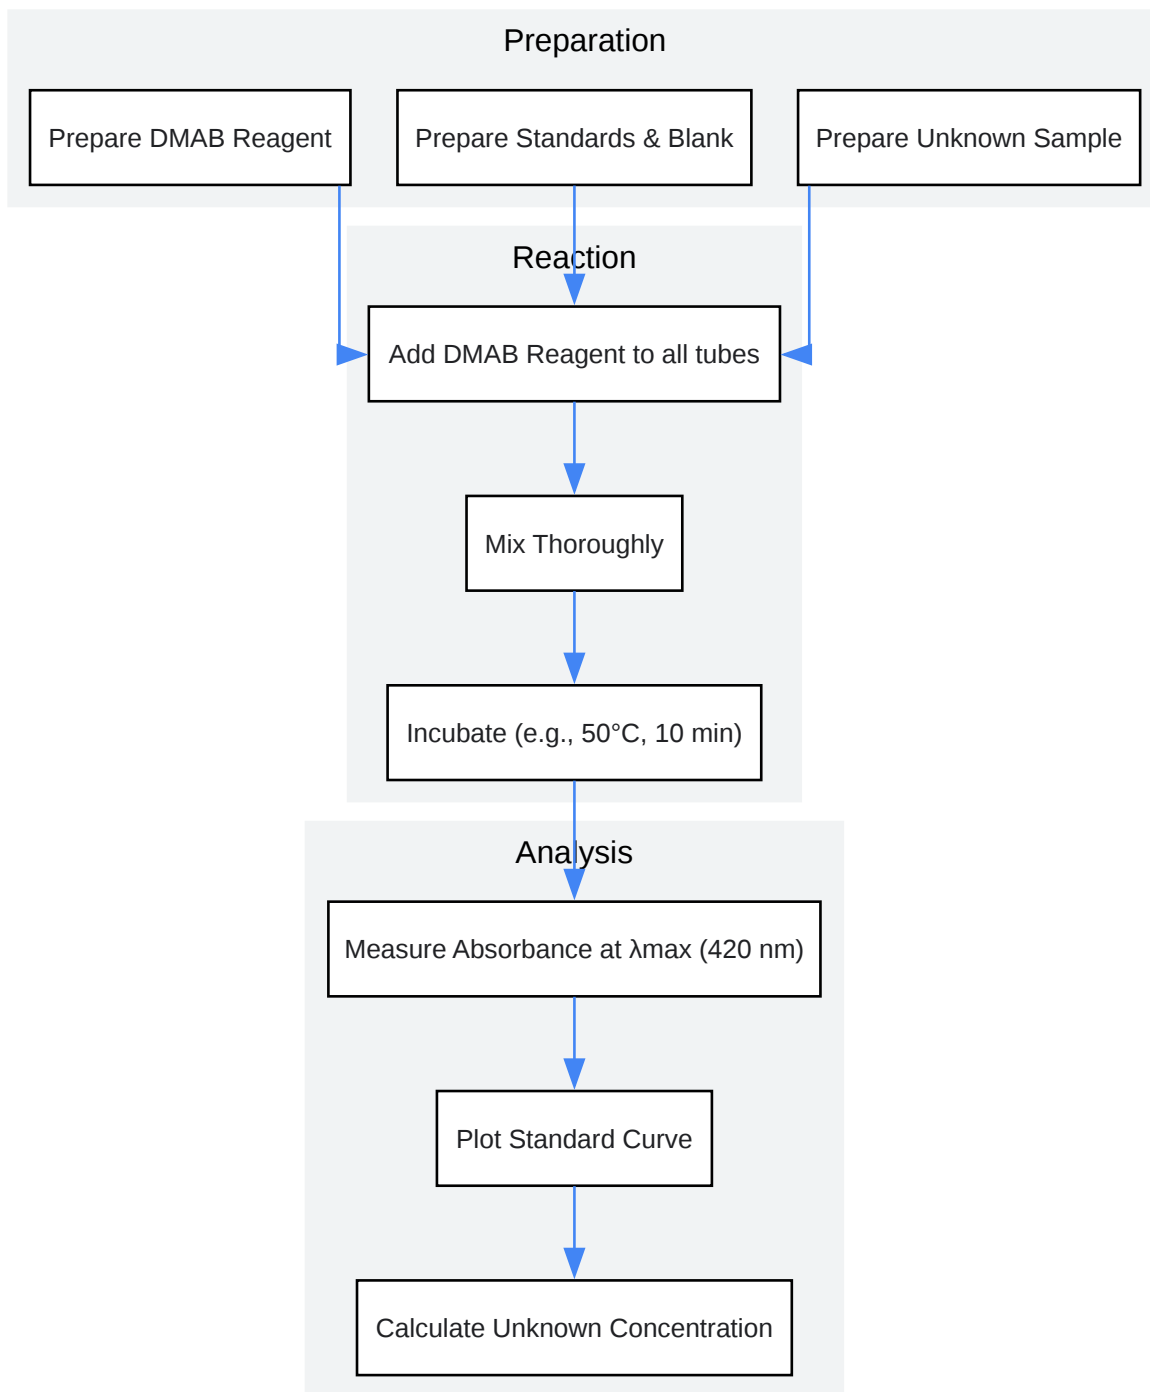 Preparation
Prepare DMAB Reagent
Prepare Standards & Blank
Prepare Unknown Sample
Reaction
Add DMAB Reagent to all tubes
Mix Thoroughly
Incubate (e.g., 50°C, 10 min)
Analysis
Measure Absorbance at λmax (420 nm)
Plot Standard Curve
Calculate Unknown Concentration